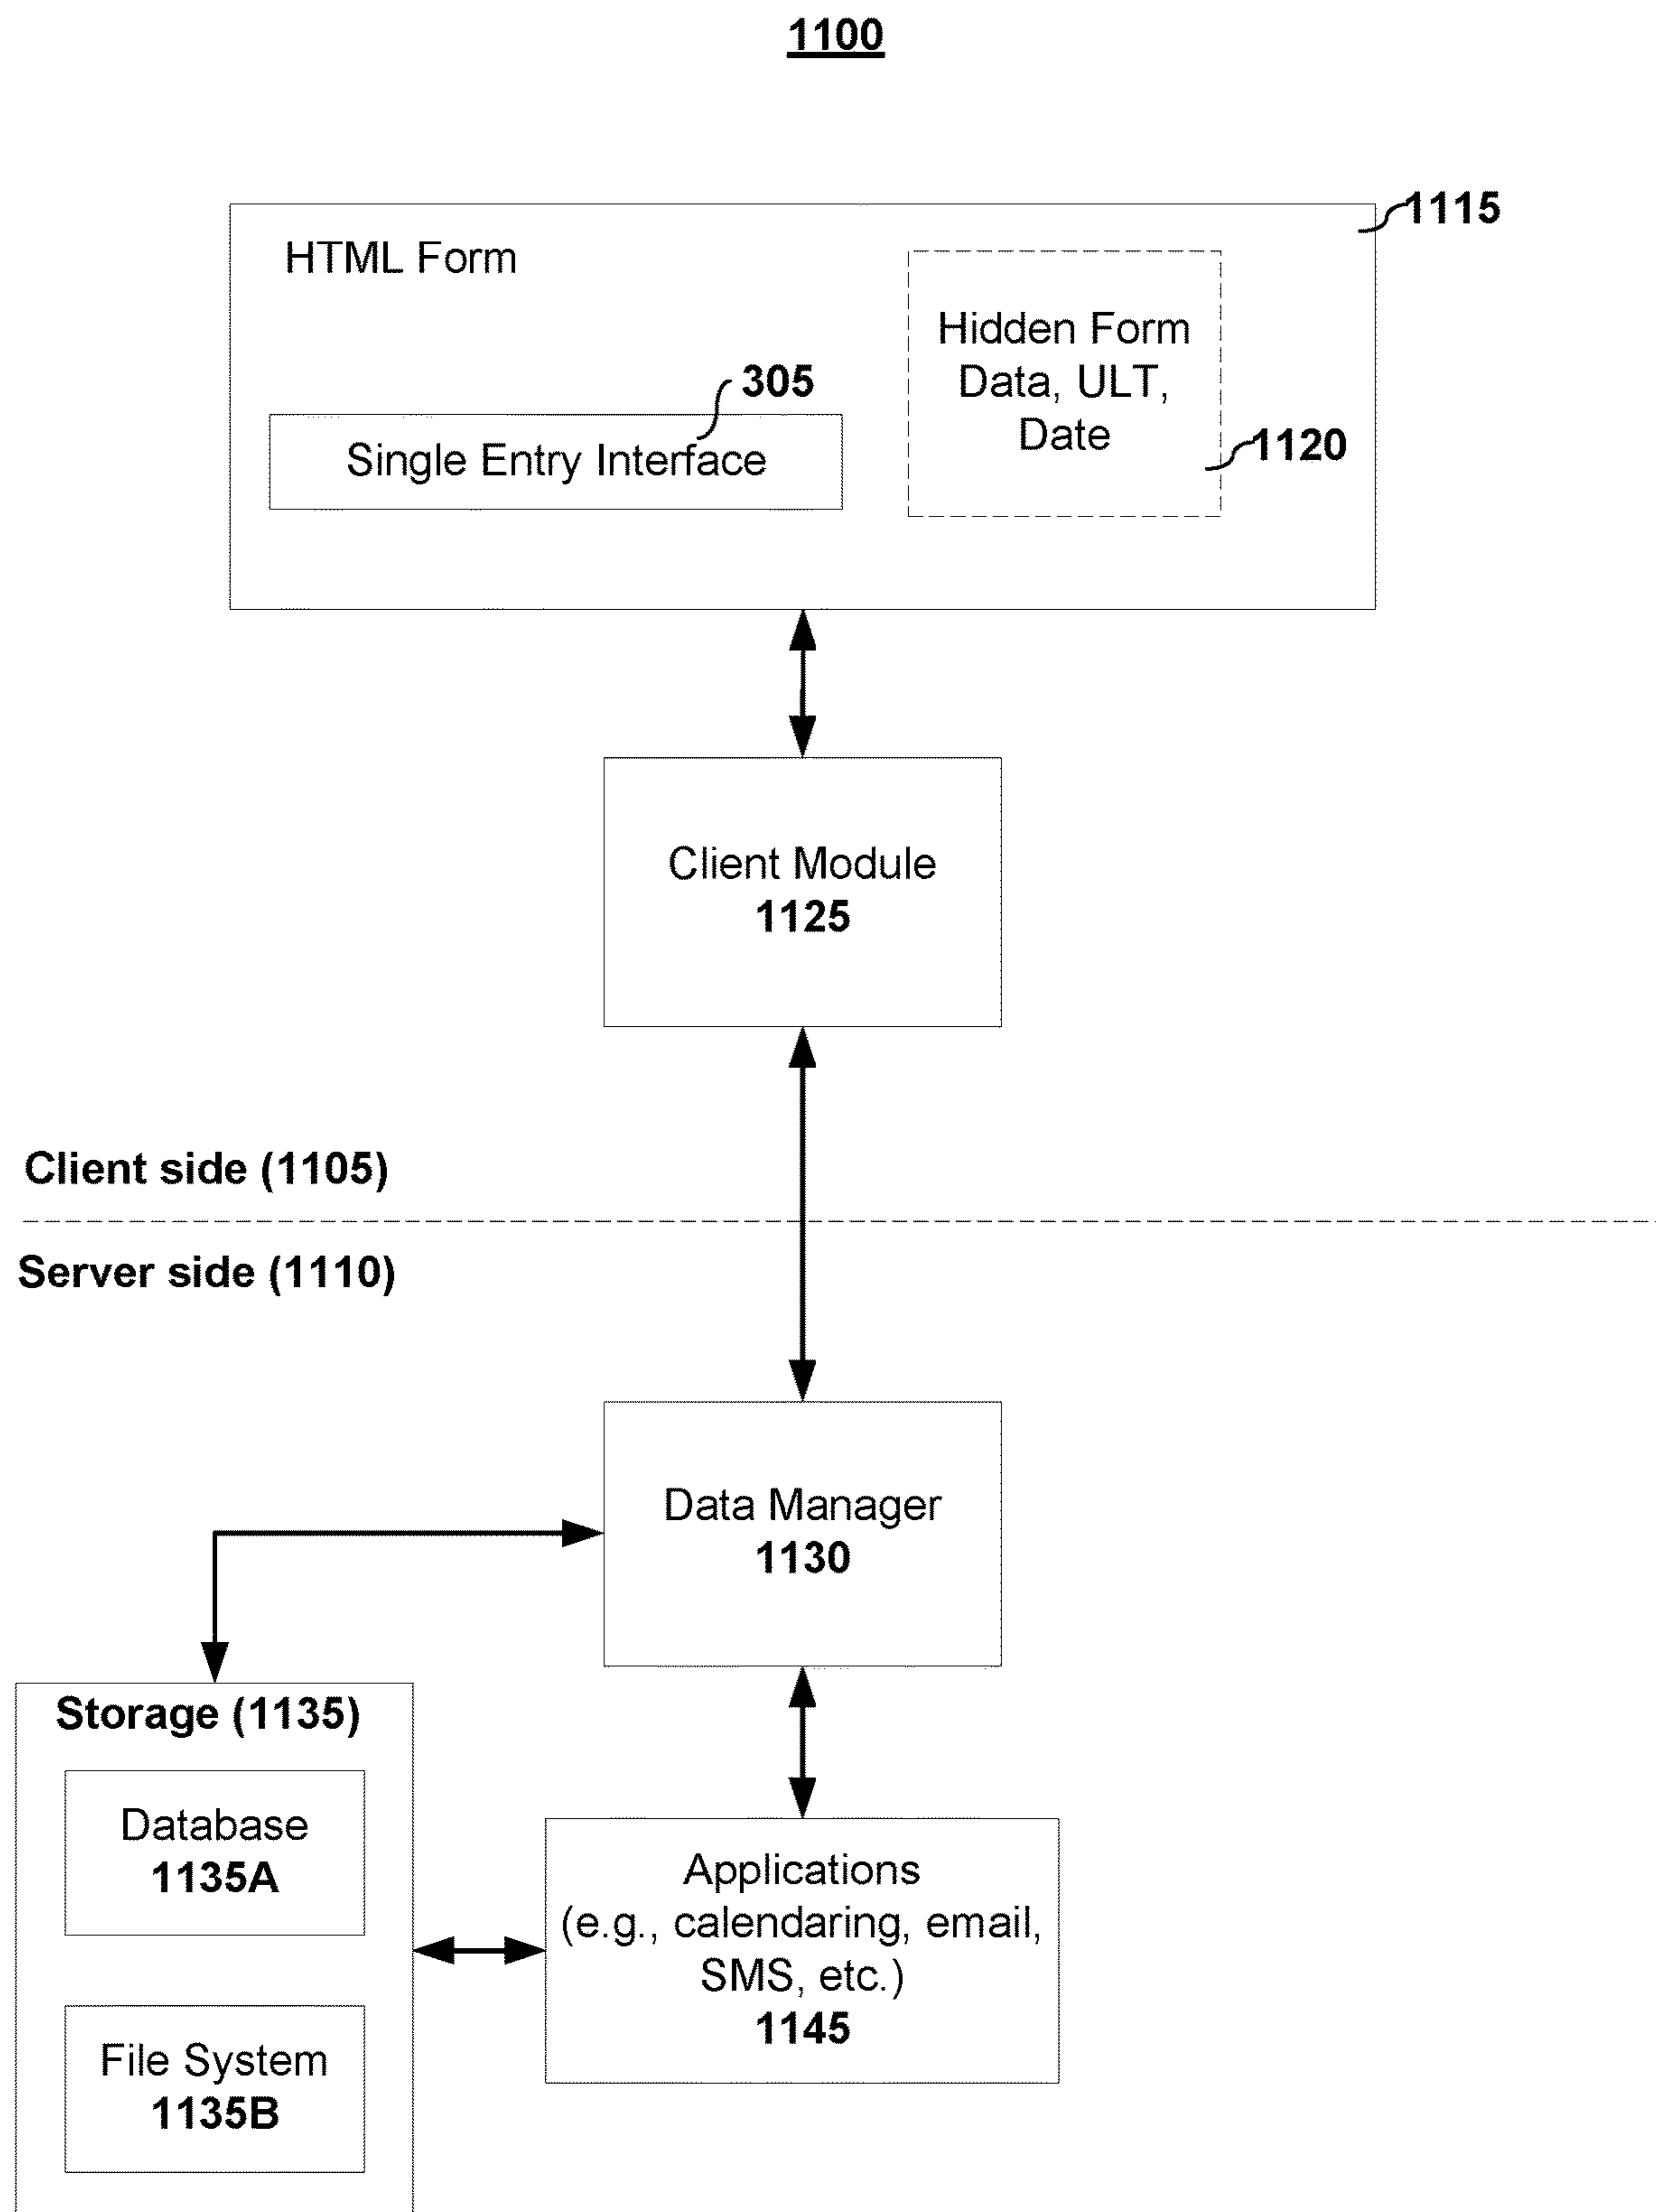 1100
1115
HTML Form
Hidden Form
Data, ULT,
Date
305
1120
Single Entry Interface
Client Module
1125
Client side (1105)
Server side (1110)
Data Manager
1130
Storage (1135)
Database
1135A
Applications
(e.g., calendaring, email,
SMS, etc.)
1145
File System
1135B